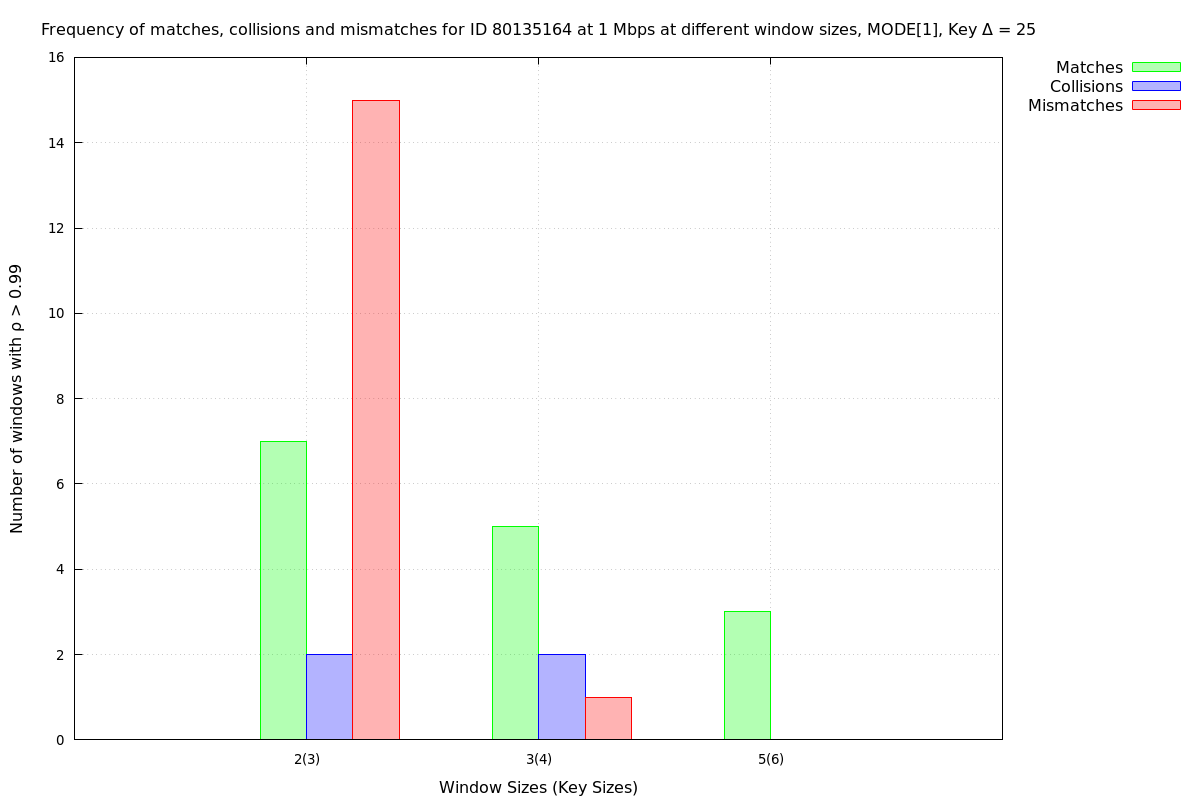 Frequency of matches, collisions and mismatches for ID 80135164 at 1 Mbps at different window sizes, MODE[1], Key Δ = 25
Matches
Collisions
Mismatches
Number of windows with ρ > 0.99
16
14
12
10
8
6
4
2
0
2(3)
3(4)
5(6)
Window Sizes (Key Sizes)